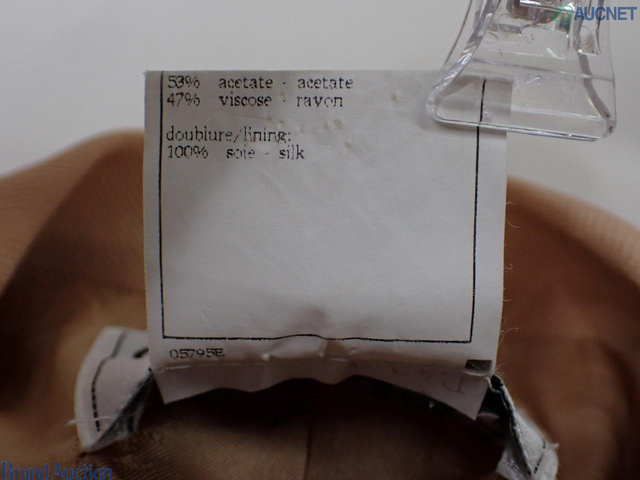 AUCNET
53% acetate - acetate
47% viscose - rayon
doublure/lining:
100% soie - silk
05795E
Brand Auction